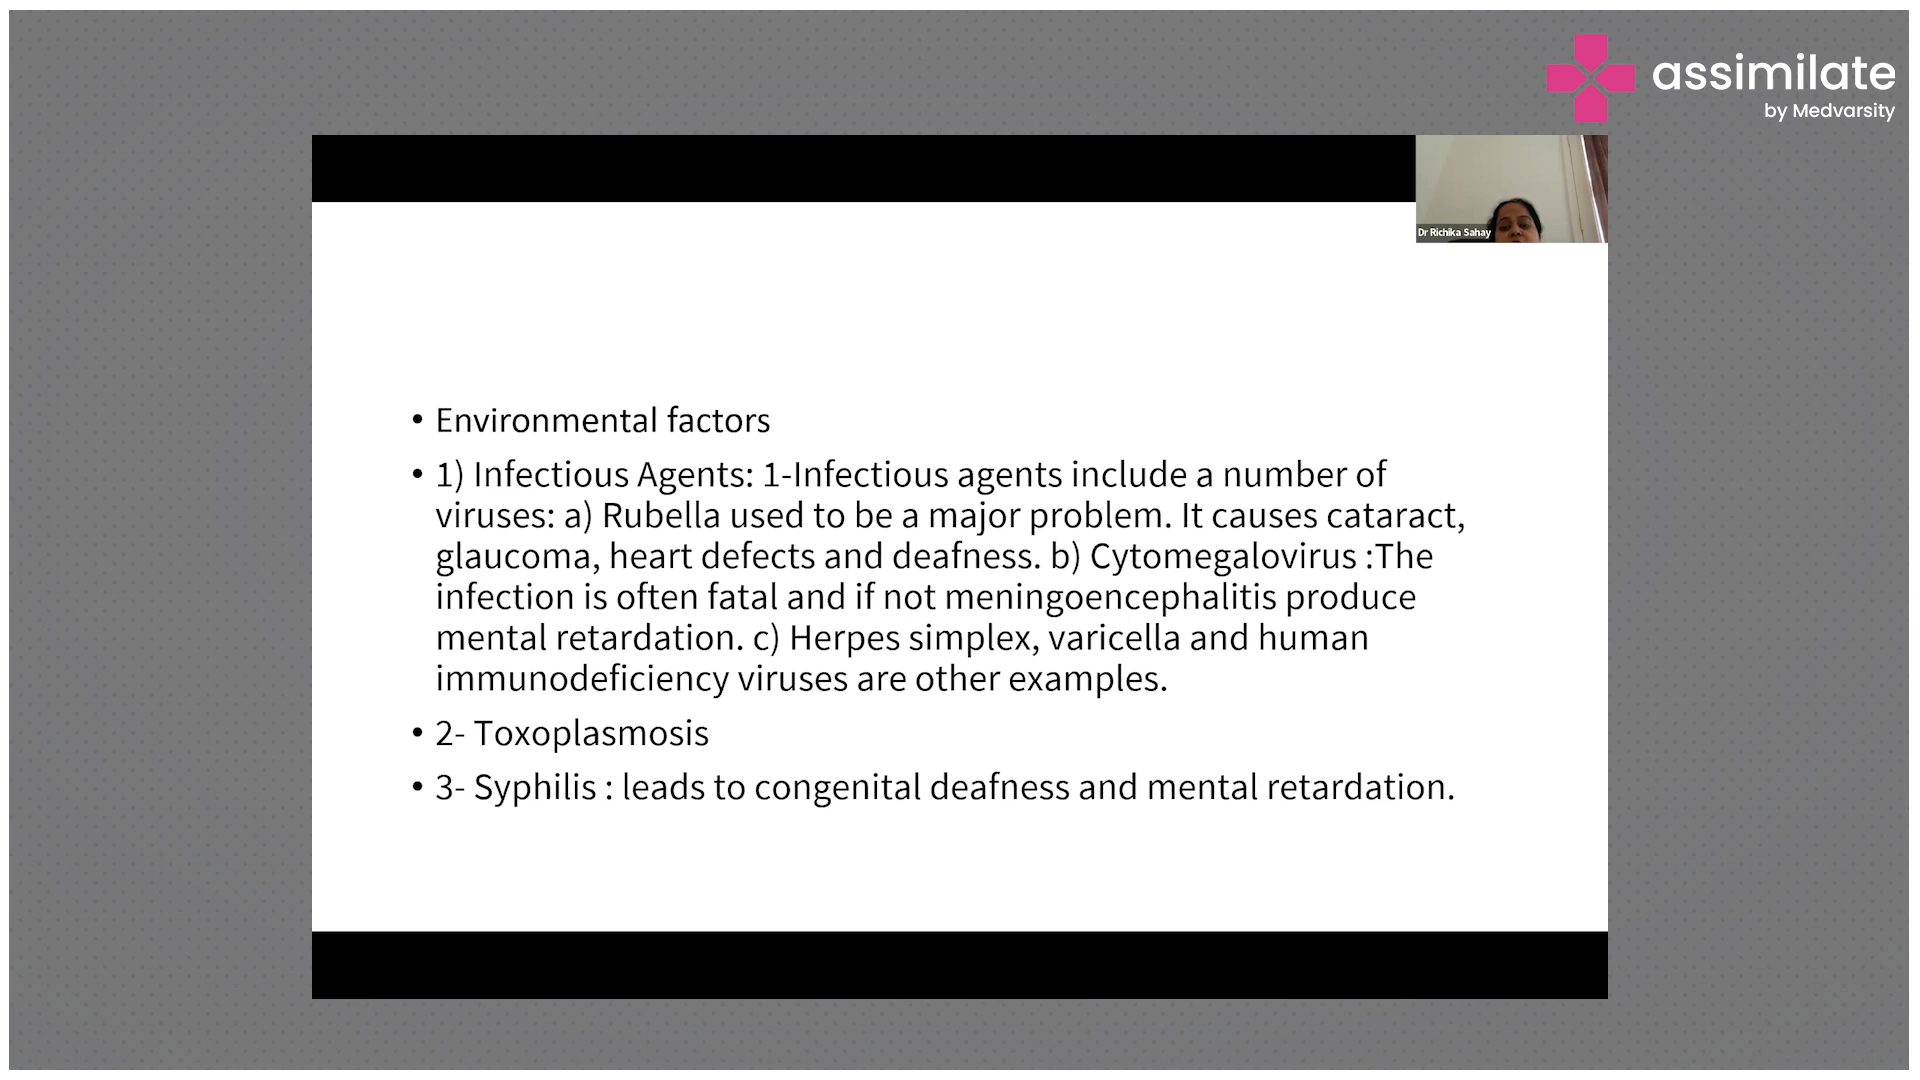 assimilate
by Medvarsity
Dr Richika Sahay
• Environmental factors
• 1) Infectious Agents: 1-Infectious agents include a number of
viruses: a) Rubella used to be a major problem. It causes cataract,
glaucoma, heart defects and deafness. b) Cytomegalovirus :The
infection is often fatal and if not meningoencephalitis produce
mental retardation. c) Herpes simplex, varicella and human
immunodeficiency viruses are other examples.
• 2- Toxoplasmosis
• 3- Syphilis : leads to congenital deafness and mental retardation.